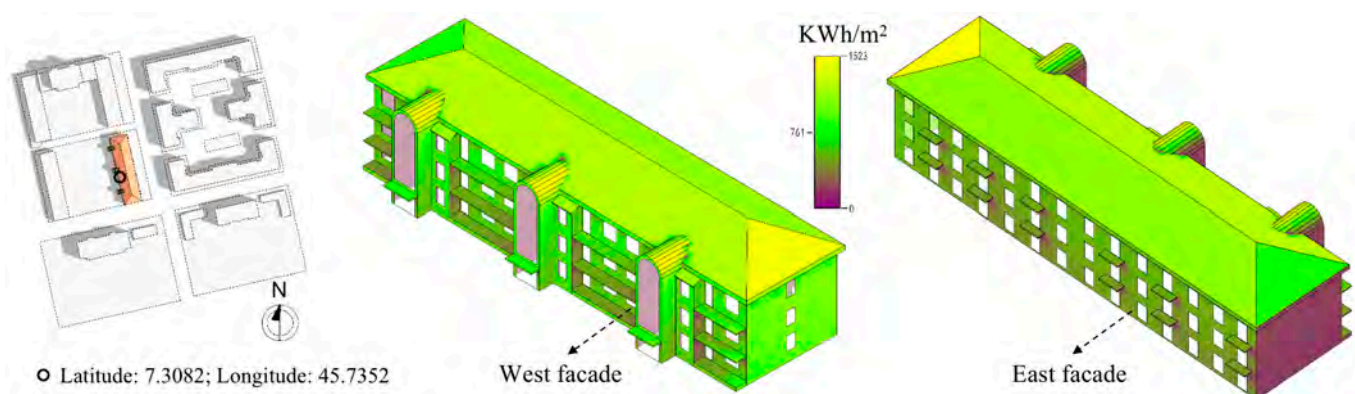 KWh/m²
1523
761
0
N
Latitude: 7.3082; Longitude: 45.7352
West facade
East facade